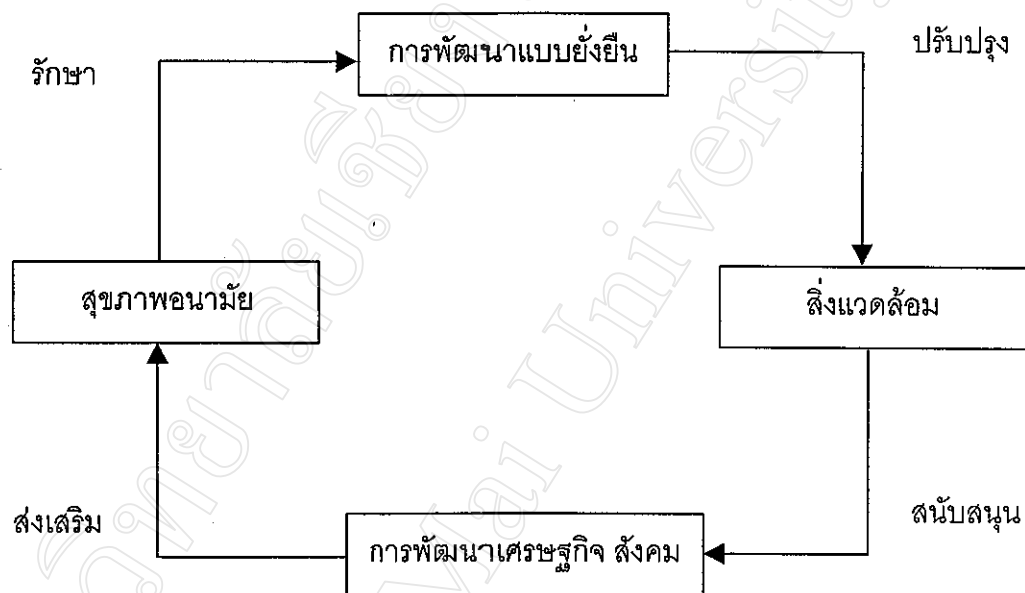 การพัฒนาแบบยั่งยืน
ปรับปรุง
รักษา
สุขภาพอนามัย
สิ่งแวดล้อม
ส่งเสริม
สนับสนุน
การพัฒนาเศรษฐกิจ สังคม
Mai University